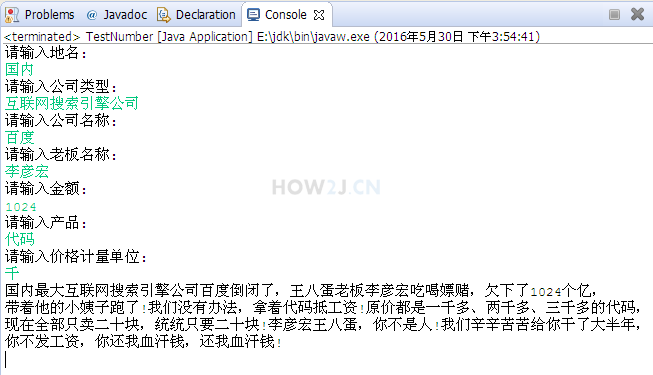 Problems @ Javadoc Declaration Console
<terminated> TestNumber [Java Application] E:\jdk\bin\javaw.exe (2016年5月30日 下午3:54:41)
请输入地名：
国内
请输入公司类型：
互联网搜索引擎公司
请输入公司名称：
百度
请输入老板名称：
李彦宏
请输入金额：
HOW2J.CN
1024
请输入产品：
代码
请输入价格计量单位：
千
国内最大互联网搜索引擎公司百度倒闭了，王八蛋老板李彦宏吃喝嫖赌，欠下了1024个亿，
带着他的小姨子跑了!我们没有办法，拿着代码抵工资!原价都是一千多、两千多、三千多的代码，
现在全部只卖二十块，统统只要二十块!李彦宏王八蛋，你不是人!我们辛辛苦苦给你干了大半年，
你不发工资，你还我血汗钱，还我血汗钱!